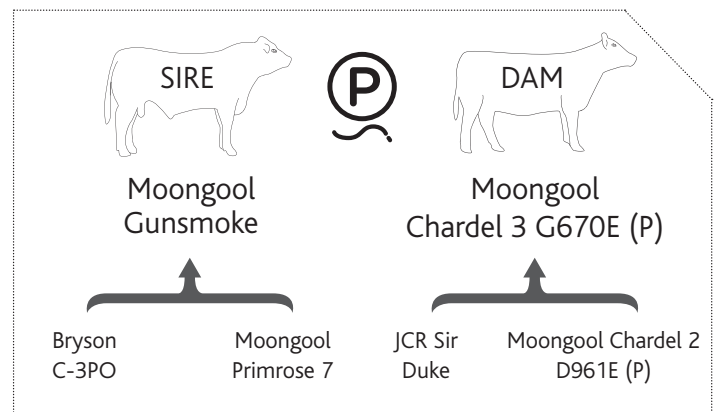 SIRE
P
DAM
Moongool
Gunsmoke
Moongool
Chardel 3 G670E (P)
Bryson
C-3PO
Moongool
Primrose 7
JCR Sir
Duke
Moongool Chardel 2
D961E (P)